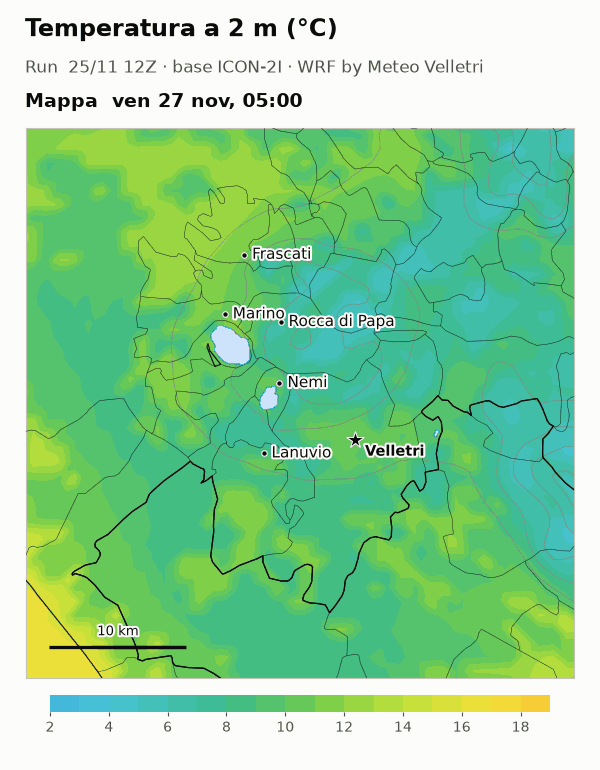 Temperatura a 2 m (°C)
Run  25/11 12Z · base ICON-2I · WRF by Meteo Velletri
Mappa  ven 27 nov, 05:00
Frascati
Marino
Rocca di Papa
Nemi
Velletri
Lanuvio
10 km
2 4 6 8 10 12 14 16 18